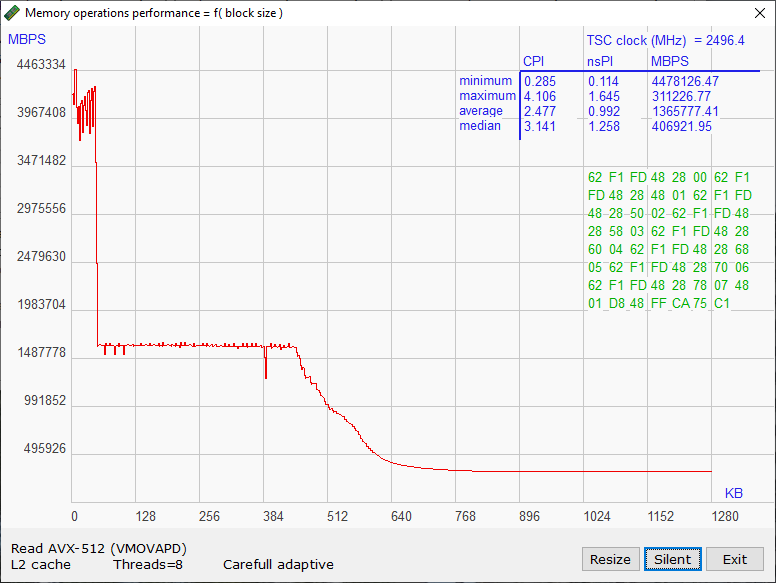 Memory operations performance = f( block size )
MBPS
TSC clock (MHz) = 2496.4
CPI nsPI MBPS
minimum 0.285 0.114 4478126.47
maximum 4.106 1.645 311226.77
average 2.477 0.992 1365777.41
median 3.141 1.258 406921.95
4463334
3967408
3471482
2975556
2479630
1983704
1487778
991852
495926
62 F1 FD 48 28 00 62 F1
FD 48 28 48 01 62 F1 FD
48 28 50 02 62 F1 FD 48
28 58 03 62 F1 FD 48 28
60 04 62 F1 FD 48 28 68
05 62 F1 FD 48 28 70 06
62 F1 FD 48 28 78 07 48
01 D8 48 FF CA 75 C1
KB
0 128 256 384 512 640 768 896 1024 1152 1280
Read AVX-512 (VMOVAPD)
L2 cache Threads=8 Carefull adaptive
Resize Silent Exit